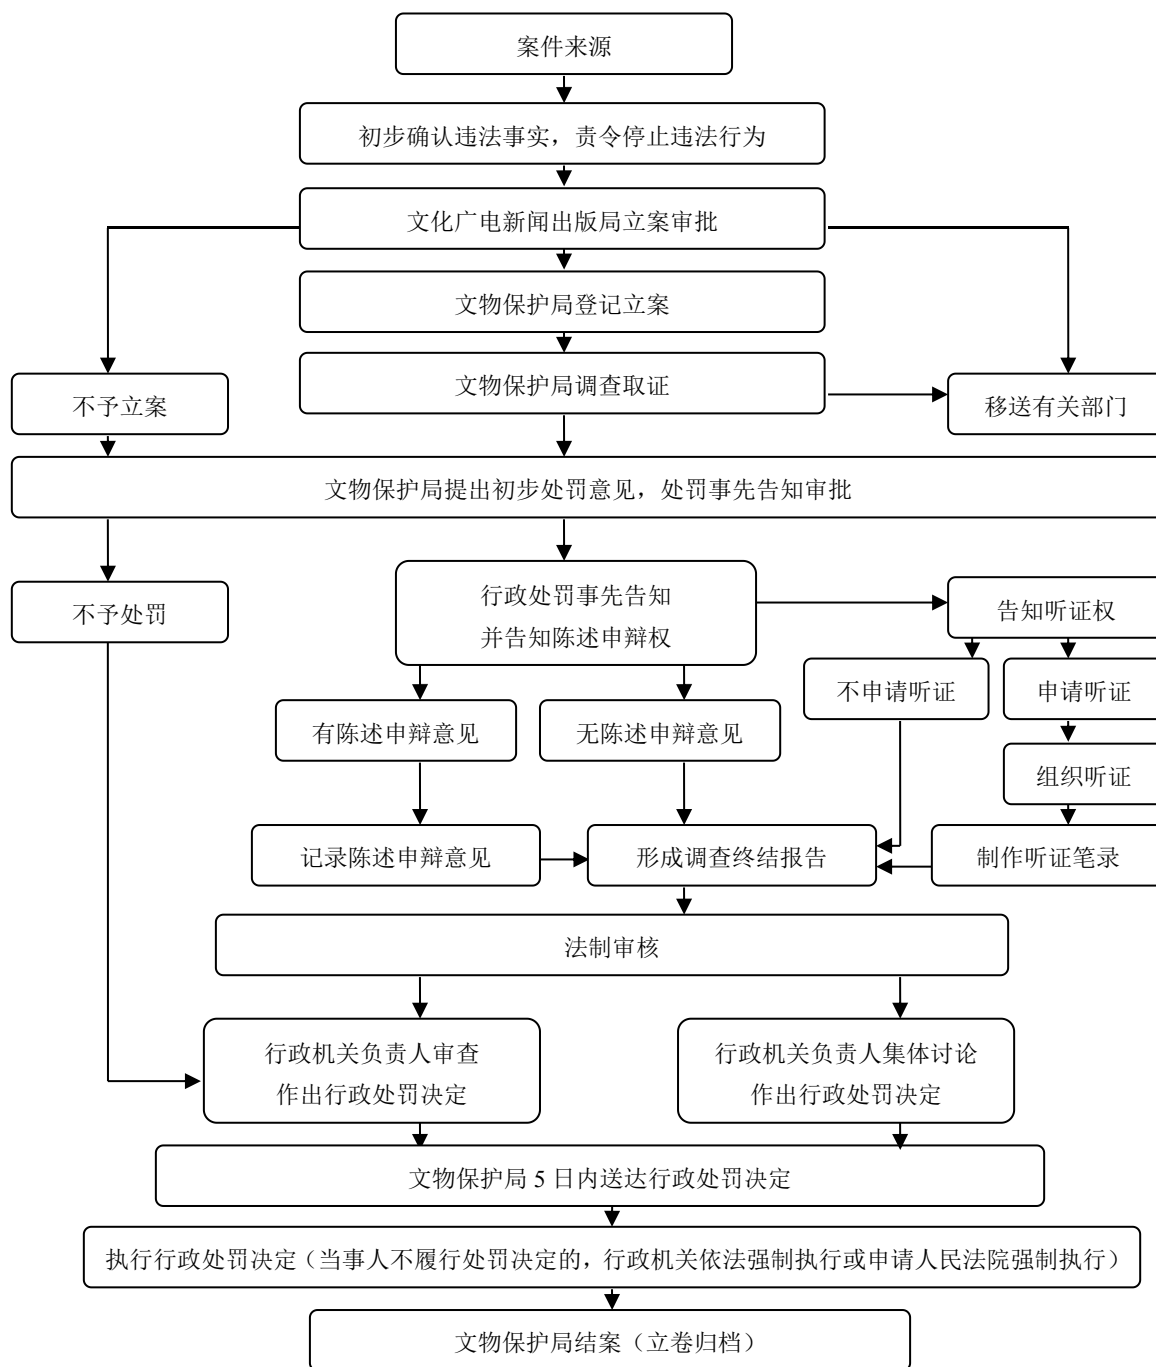 案件来源
初步确认违法事实，责令停止违法行为
文化广电新闻出版局立案审批
文物保护局登记立案
文物保护局调查取证
不予立案
移送有关部门
文物保护局提出初步处罚意见，处罚事先告知审批
不予处罚
行政处罚事先告知
并告知陈述申辩权
告知听证权
不申请听证
申请听证
有陈述申辩意见
无陈述申辩意见
组织听证
记录陈述申辩意见
形成调查终结报告
制作听证笔录
法制审核
行政机关负责人审查
作出行政处罚决定
行政机关负责人集体讨论
作出行政处罚决定
文物保护局 5 日内送达行政处罚决定
执行行政处罚决定（当事人不履行处罚决定的，行政机关依法强制执行或申请人民法院强制执行）
文物保护局结案（立卷归档）